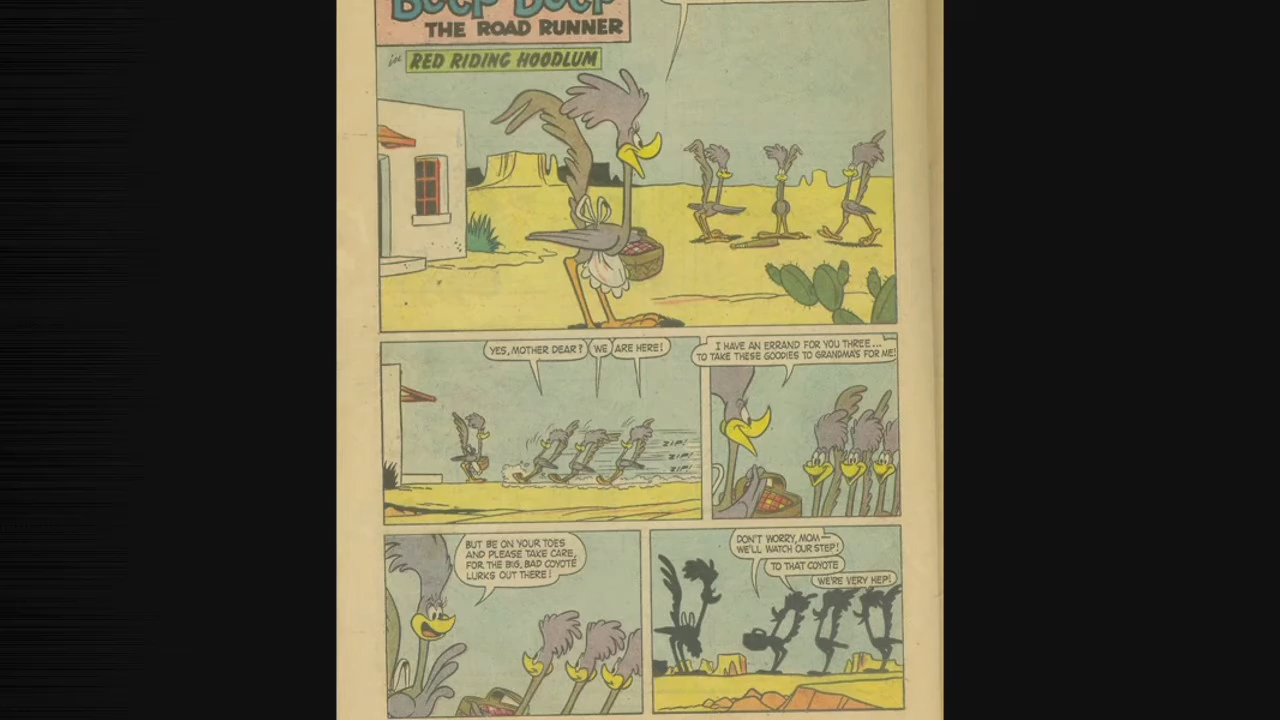 BEEP BEEP
THE ROAD RUNNER
in RED RIDING HOODLUM
YES, MOTHER DEAR?
WE
ARE HERE!
ZIP!
ZIP!
ZIP!
I HAVE AN ERRAND FOR YOU THREE...
TO TAKE THESE GOODIES TO GRANDMA'S FOR ME!
BUT BE ON YOUR TOES
AND PLEASE TAKE CARE,
FOR THE BIG, BAD COYOTE
LURKS OUT THERE!
DON'T WORRY, MOM—
WE'LL WATCH OUR STEP!
TO THAT COYOTE
WE'RE VERY HEP!